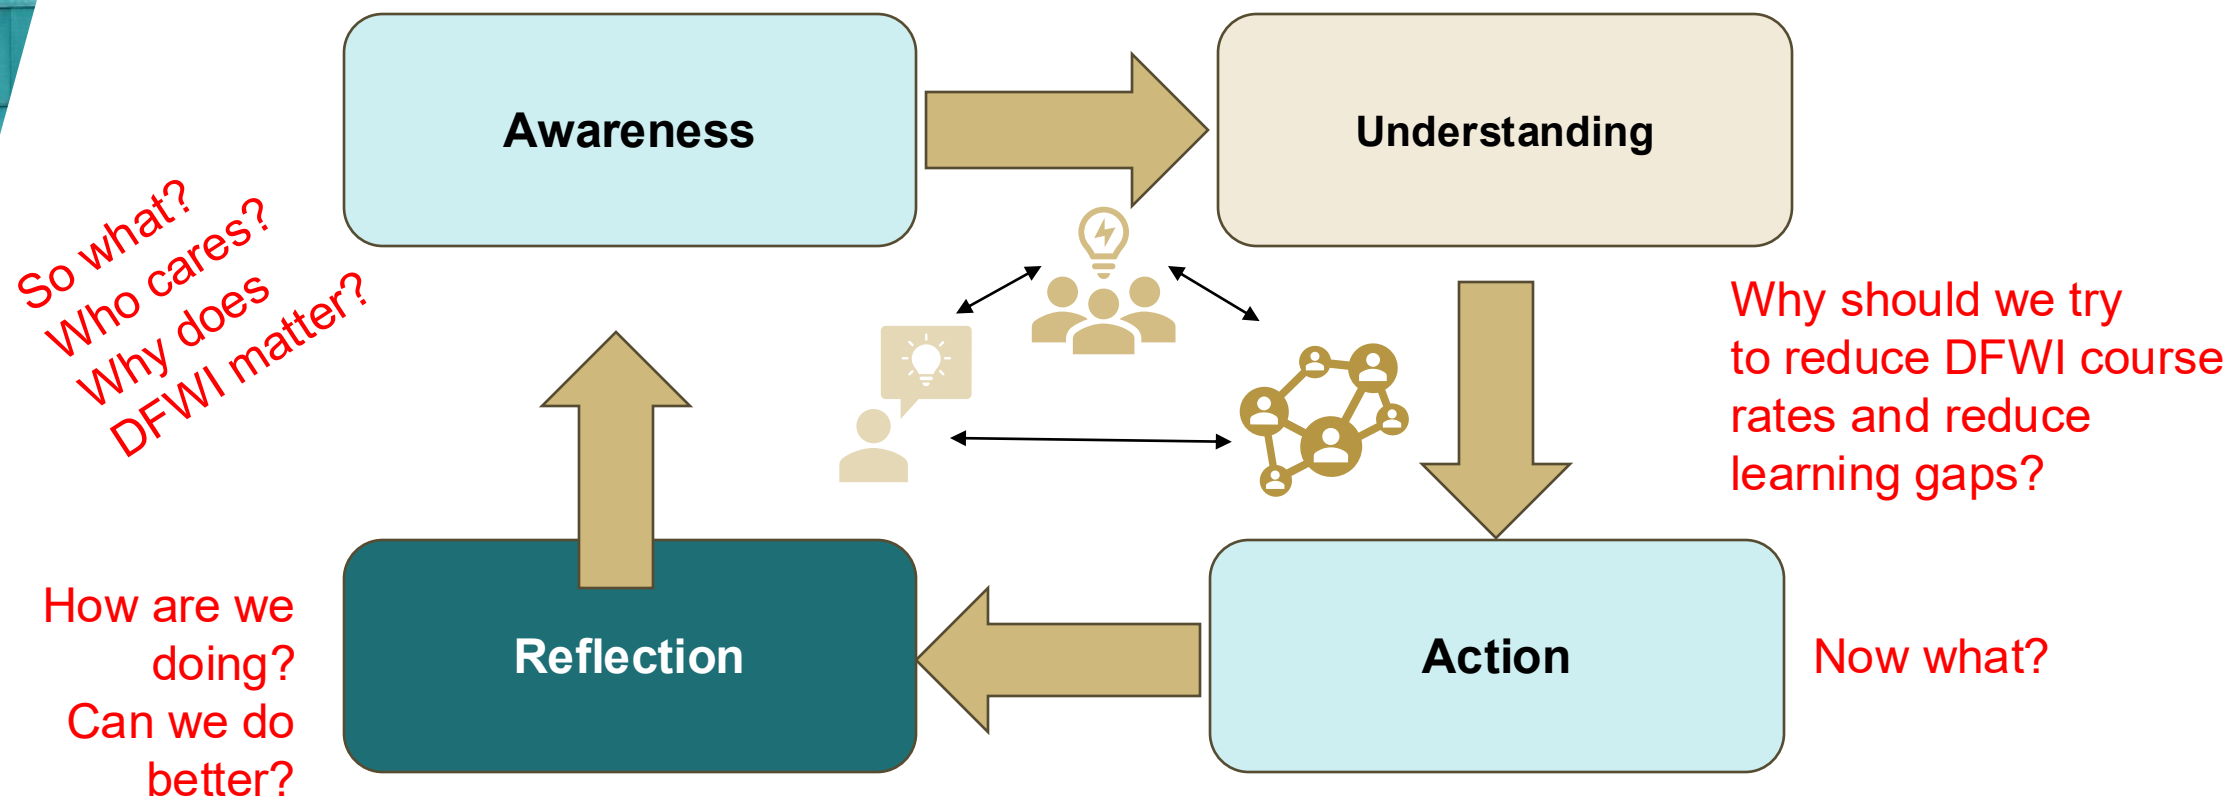 Awareness
Understanding
So what?
Who cares?
Why does
DFWI matter?
Why should we try
to reduce DFWI course
rates and reduce
learning gaps?
How are we
doing?
Can we do
better?
Reflection
Action
Now what?